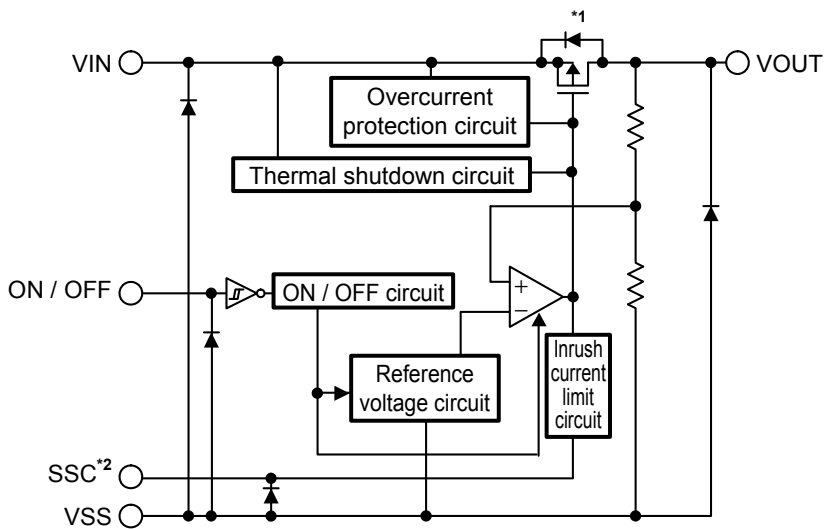 *1
VIN
VOUT
Overcurrent
protection circuit
Thermal shutdown circuit
ON / OFF
ON / OFF circuit
+
−
Reference
voltage circuit
Inrush
current
limit
circuit
SSC*2
VSS